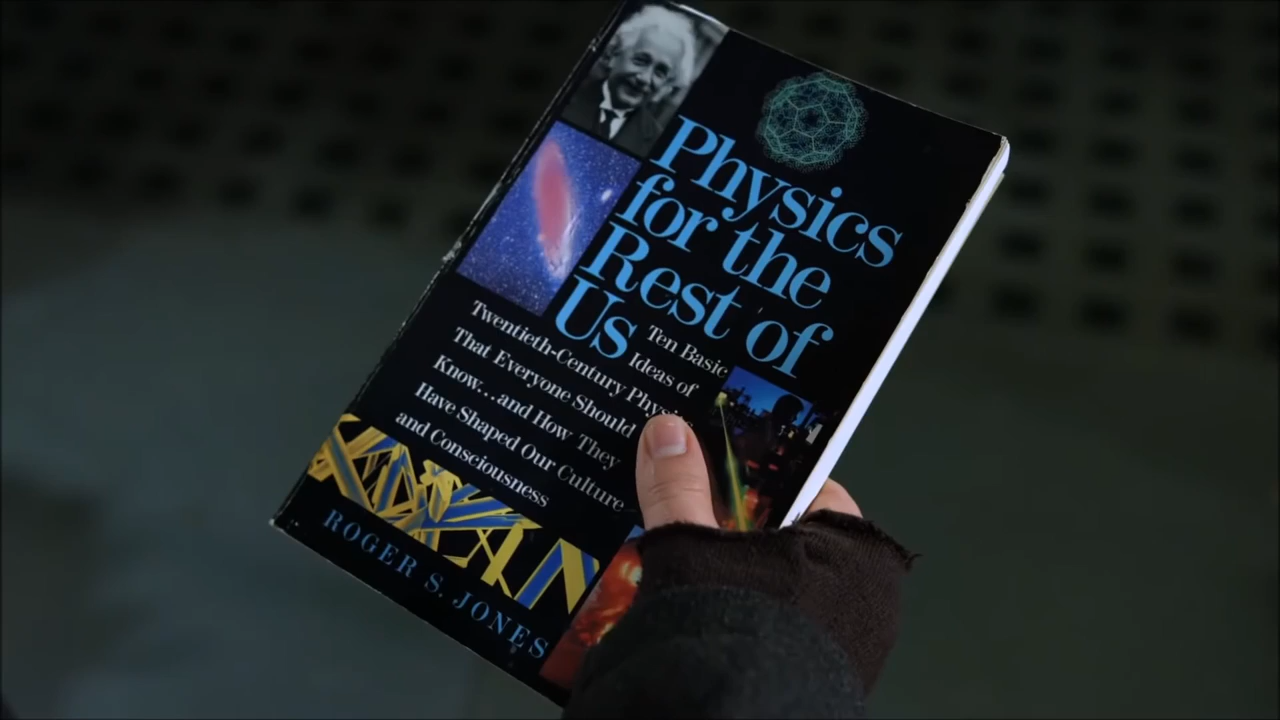 Physics
for the
Rest of
Us
Ten Basic
Ideas of
Twentieth-Century Physics
That Everyone Should
Know...and How They
Have Shaped Our Culture
and Consciousness
ROGER S. JONES